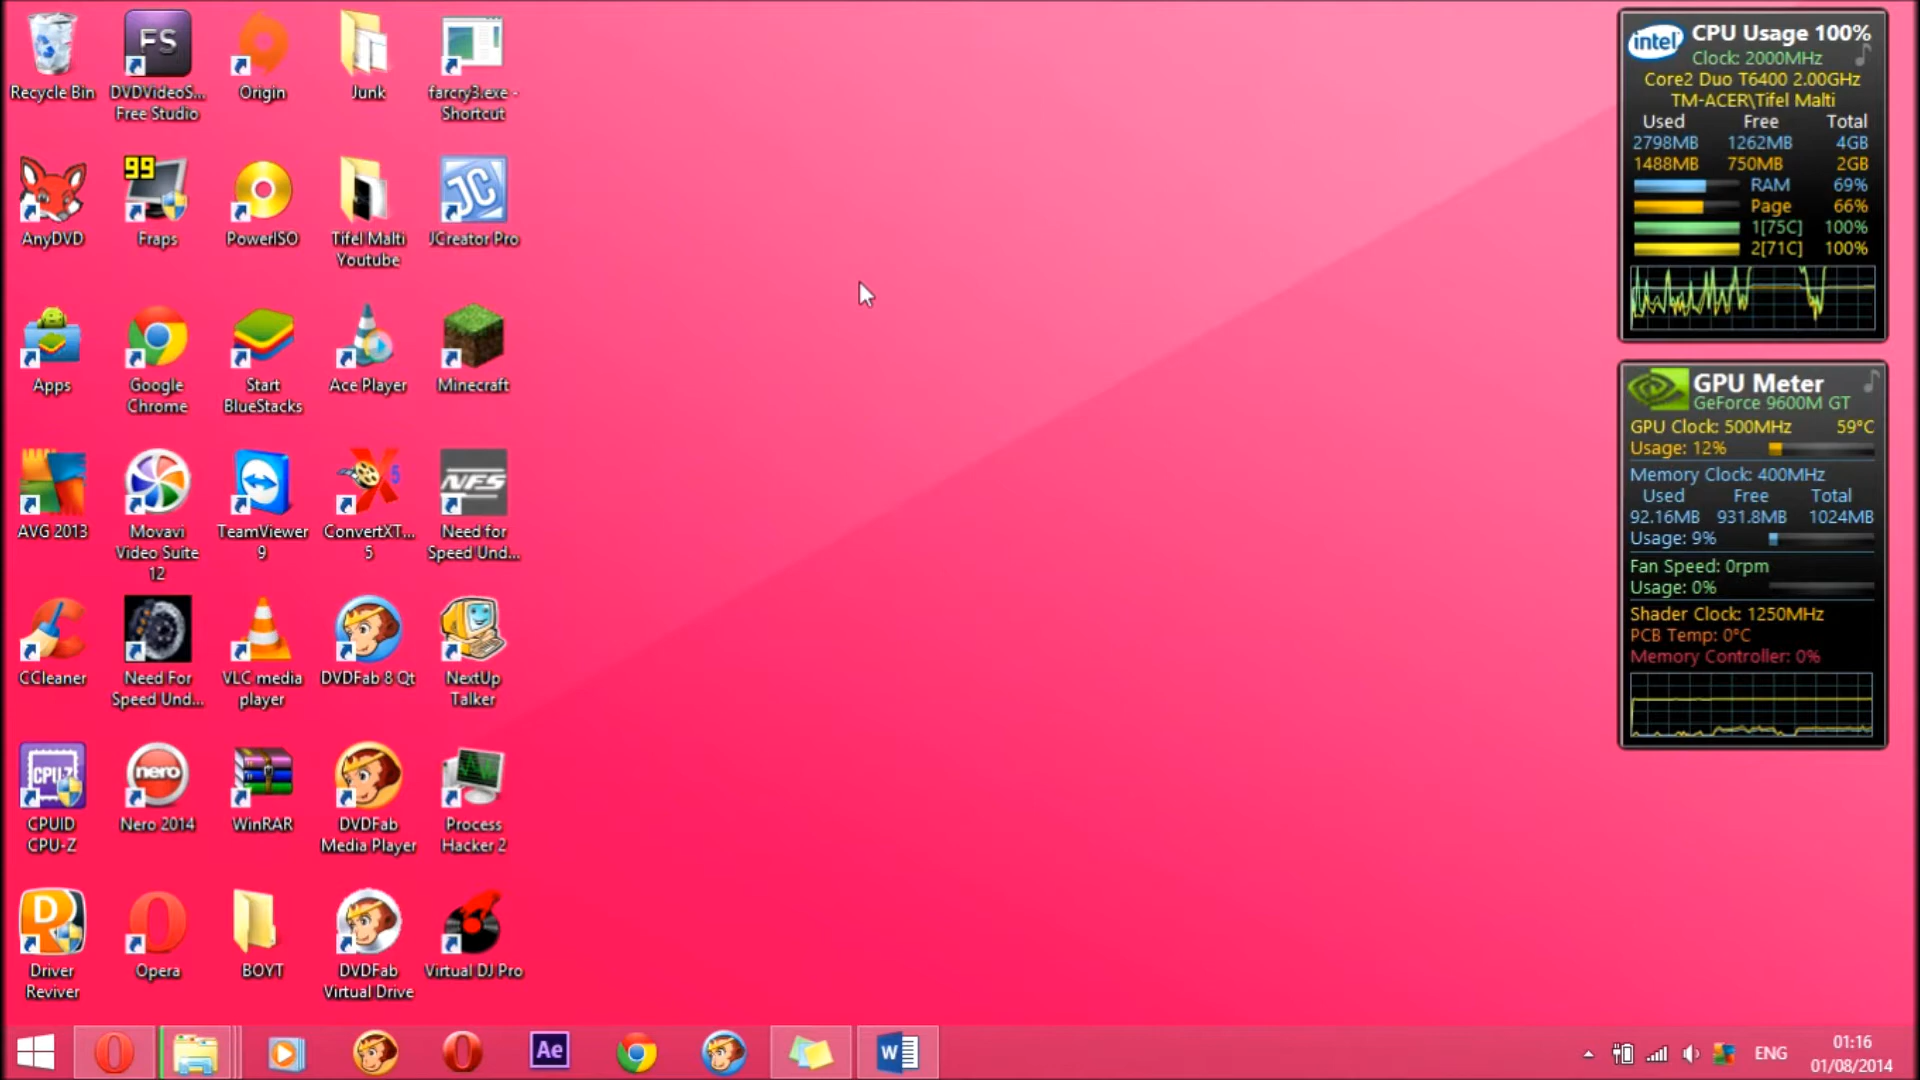 Recycle Bin
FS
DVDVideoS...
Free Studio
Origin
Junk
farcry3.exe -
Shortcut
AnyDVD
99
Fraps
PowerISO
Tifel Malti
Youtube
JC
JCreator Pro
Apps
Google
Chrome
Start
BlueStacks
Ace Player
Minecraft
AVG 2013
Movavi
Video Suite
12
TeamViewer
9
5
ConvertXT...
5
NFS
Need for
Speed Und...
CCleaner
Need For
Speed Und...
VLC media
player
DVDFab 8 Qt
NextUp
Talker
CPU-Z
CPUID
CPU-Z
nero
Nero 2014
WinRAR
DVDFab
Media Player
Process
Hacker 2
D
Driver
Reviver
Opera
BOYT
DVDFab
Virtual Drive
Virtual DJ Pro
intel
CPU Usage 100%
Clock: 2000MHz
Core2 Duo T6400 2.00GHz
TM-ACER\Tifel Malti
Used Free Total
2798MB 1262MB 4GB
1488MB 750MB 2GB
RAM 69%
Page 66%
1[75C] 100%
2[71C] 100%
GPU Meter
GeForce 9600M GT
GPU Clock: 500MHz 59°C
Usage: 12%
Memory Clock: 400MHz
Used Free Total
92.16MB 931.8MB 1024MB
Usage: 9%
Fan Speed: 0rpm
Usage: 0%
Shader Clock: 1250MHz
PCB Temp: 0°C
Memory Controller: 0%
Ae
W
ENG
01:16
01/08/2014